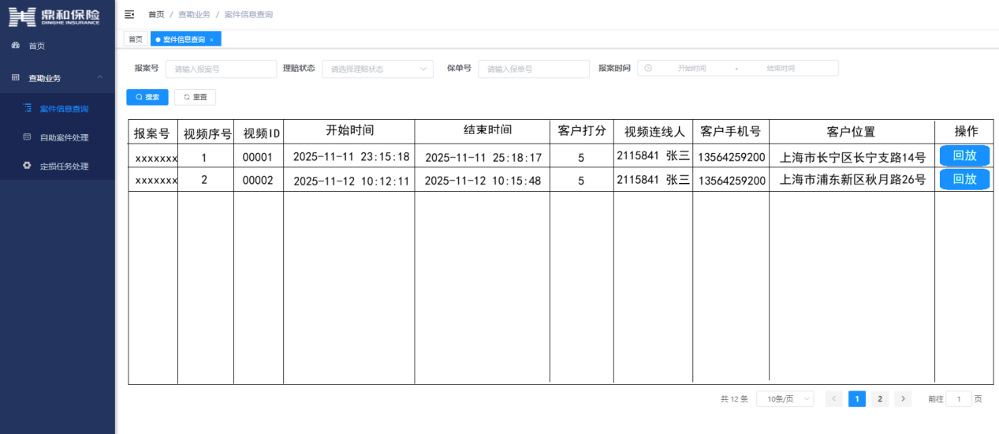 鼎和保险
DINGHE INSURANCE
首页 / 查勘业务 / 案件信息查询
首页
查勘业务
案件信息查询
自助案件处理
定损任务处理
首页 案件信息查询 ×
报案号 请输入报案号 理赔状态 请选择理赔状态 保单号 请输入保单号 报案时间 开始时间 - 结束时间
搜索 重置
报案号 视频序号 视频ID 开始时间 结束时间 客户打分 视频连线人 客户手机号 客户位置 操作
xxxxxxx 1 00001 2025-11-11 23:15:18 2025-11-11 25:18:17 5 2115841 张三 13564259200 上海市长宁区长宁支路14号 回放
xxxxxxx 2 00002 2025-11-12 10:12:11 2025-11-12 10:15:48 5 2115841 张三 13564259200 上海市浦东新区秋月路26号 回放
共 12 条 10条/页 < 1 2 > 前往 1 页